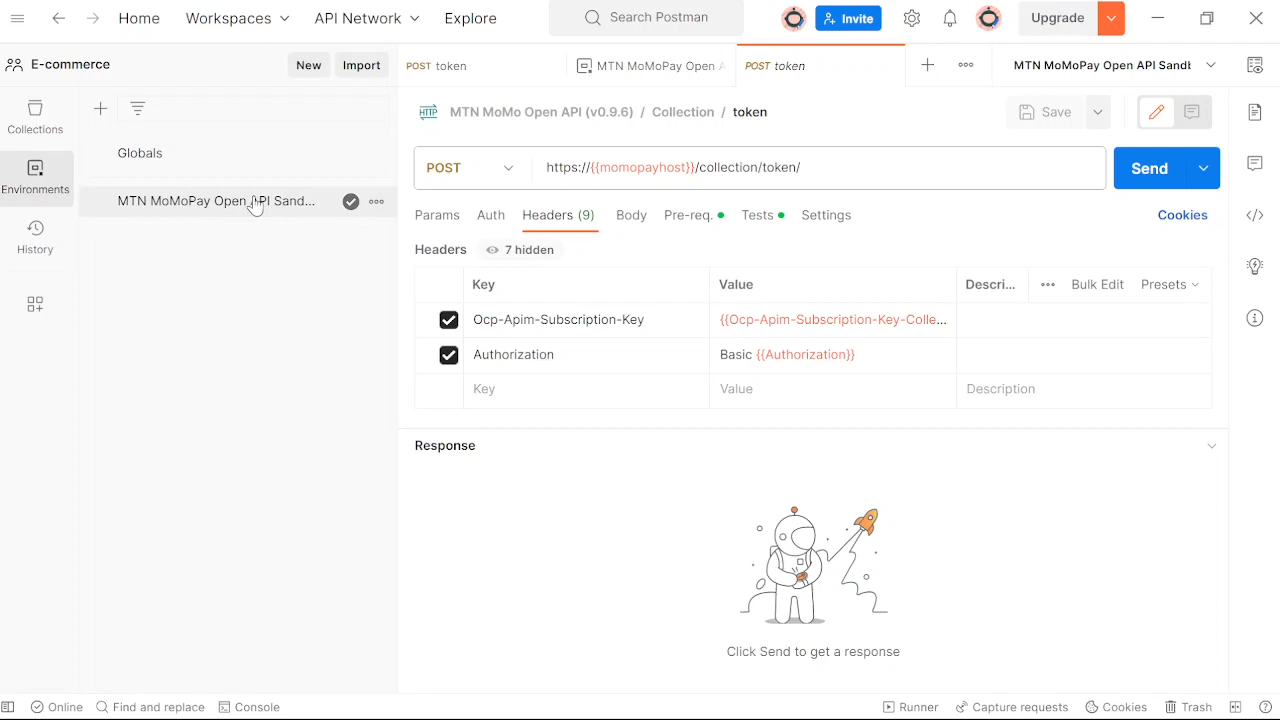 Home Workspaces API Network Explore Search Postman Invite Upgrade
E-commerce New Import POST token MTN MoMoPay Open A POST token MTN MoMoPay Open API Sandb
Collections
Environments
History
Globals
MTN MoMoPay Open API Sand...
HTTP MTN MoMo Open API (v0.9.6) / Collection / token Save
POST https://{{momopayhost}}/collection/token/ Send
Params Auth Headers (9) Body Pre-req. Tests Settings Cookies
Headers 7 hidden
Key Value Descri... Bulk Edit Presets
Ocp-Apim-Subscription-Key {{Ocp-Apim-Subscription-Key-Colle...
Authorization Basic {{Authorization}}
Key Value Description
Response
Click Send to get a response
Online Find and replace Console Runner Capture requests Cookies Trash